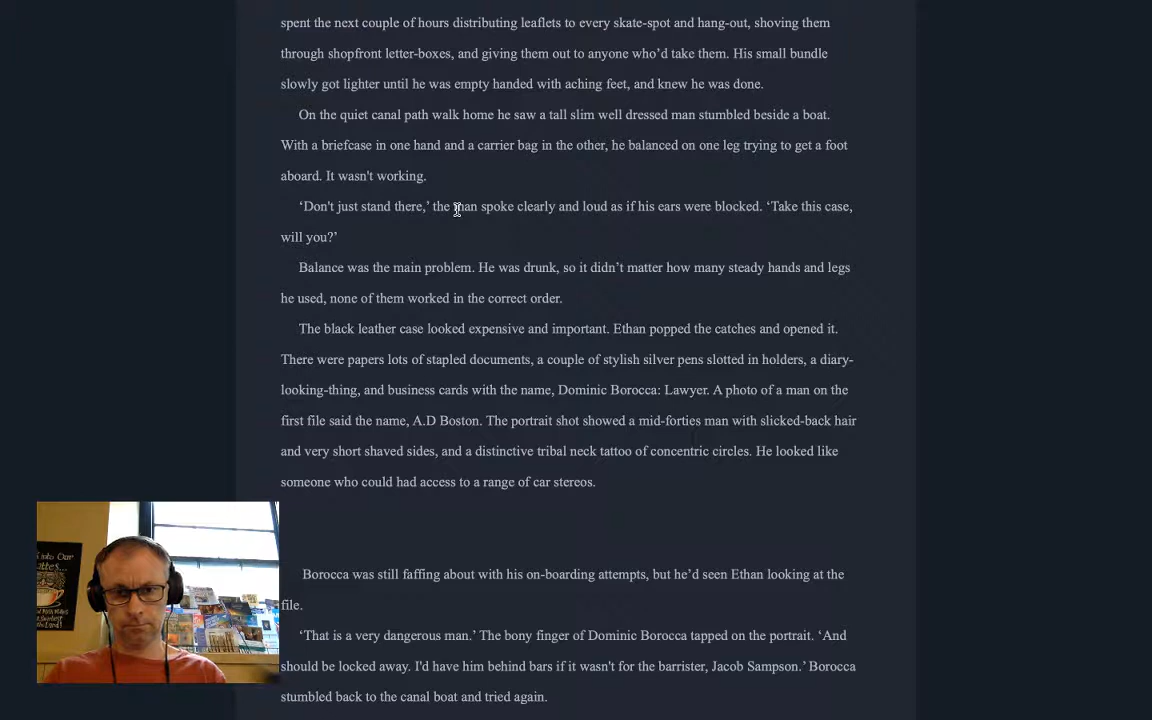 spent the next couple of hours distributing leaflets to every skate-spot and hang-out, shoving them
through shopfront letter-boxes, and giving them out to anyone who’d take them. His small bundle
slowly got lighter until he was empty handed with aching feet, and knew he was done.
On the quiet canal path walk home he saw a tall slim well dressed man stumbled beside a boat.
With a briefcase in one hand and a carrier bag in the other, he balanced on one leg trying to get a foot
aboard. It wasn't working.
‘Don't just stand there,’ the man spoke clearly and loud as if his ears were blocked. ‘Take this case,
will you?’
Balance was the main problem. He was drunk, so it didn’t matter how many steady hands and legs
he used, none of them worked in the correct order.
The black leather case looked expensive and important. Ethan popped the catches and opened it.
There were papers lots of stapled documents, a couple of stylish silver pens slotted in holders, a diary-
looking-thing, and business cards with the name, Dominic Borocca: Lawyer. A photo of a man on the
first file said the name, A.D Boston. The portrait shot showed a mid-forties man with slicked-back hair
and very short shaved sides, and a distinctive tribal neck tattoo of concentric circles. He looked like
someone who could had access to a range of car stereos.
into Our
Borocca was still faffing about with his on-boarding attempts, but he’d seen Ethan looking at the
file.
‘That is a very dangerous man.’ The bony finger of Dominic Borocca tapped on the portrait. ‘And
should be locked away. I'd have him behind bars if it wasn't for the barrister, Jacob Sampson.’ Borocca
stumbled back to the canal boat and tried again.